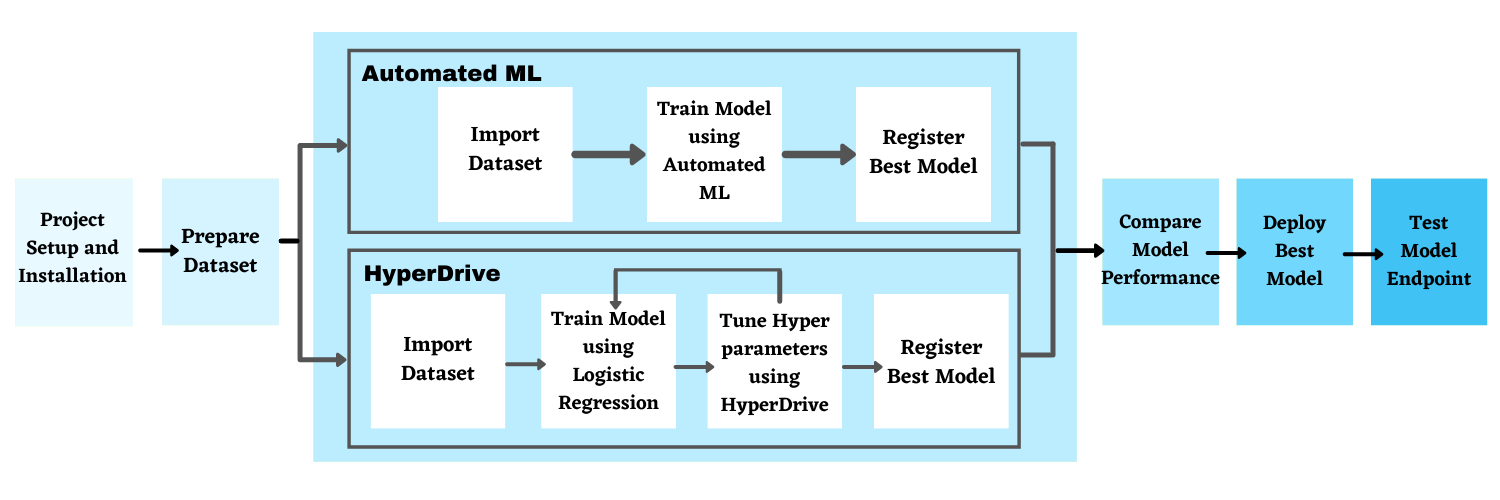 Project
Setup and
Installation
Prepare
Dataset
Automated ML
Import
Dataset
Train Model
using
Automated
ML
Register
Best Model
HyperDrive
Import
Dataset
Train Model
using
Logistic
Regression
Tune Hyper
parameters
using
HyperDrive
Register
Best Model
Compare
Model
Performance
Deploy
Best
Model
Test
Model
Endpoint